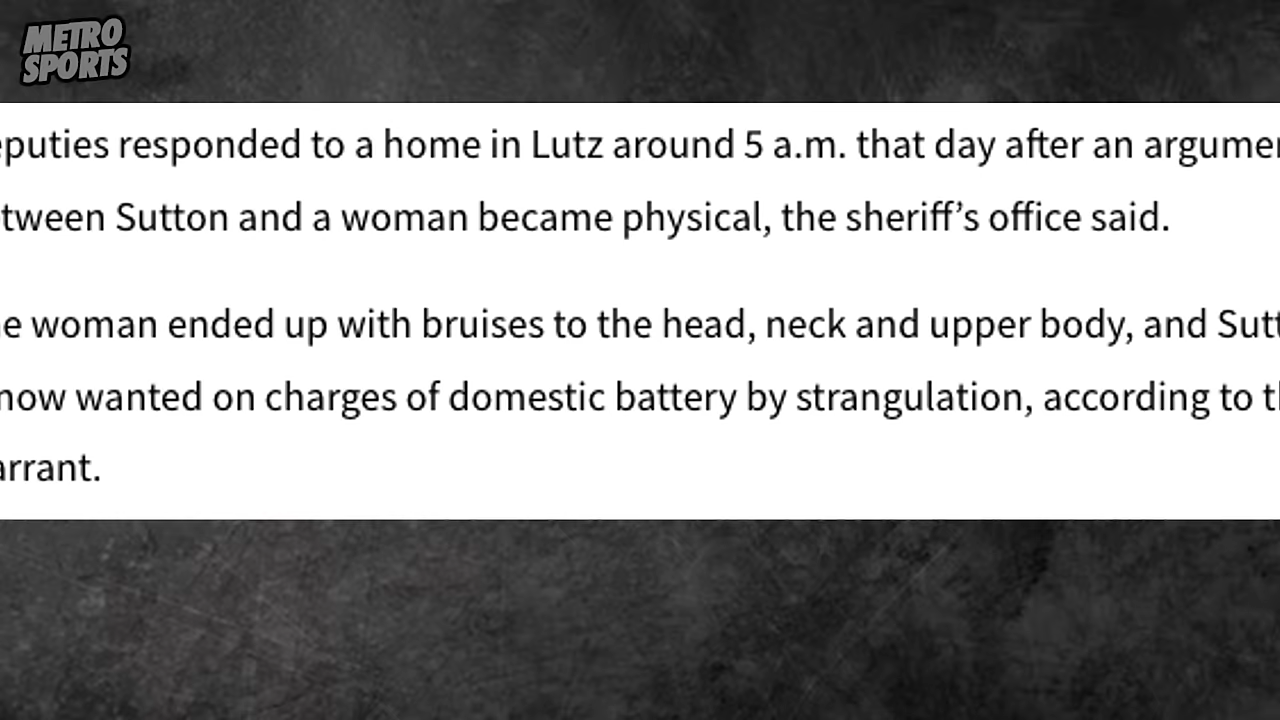 METRO
SPORTS
eputies responded to a home in Lutz around 5 a.m. that day after an argumen
tween Sutton and a woman became physical, the sheriff’s office said.
e woman ended up with bruises to the head, neck and upper body, and Sutt
now wanted on charges of domestic battery by strangulation, according to th
arrant.